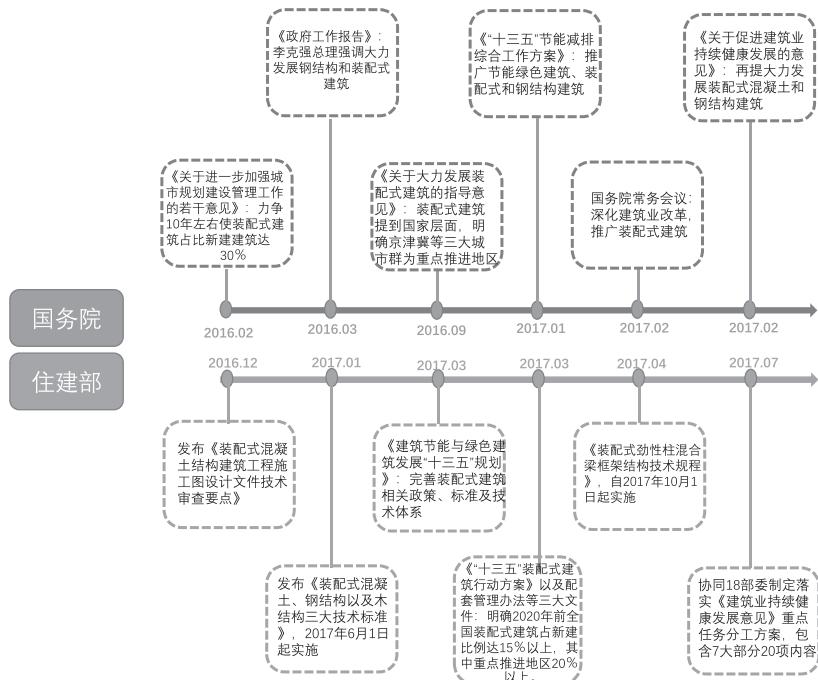 《政府工作报告》:
李克强总理强调大力
发展钢结构和装配式
建筑
《“十三五”节能减排
综合工作方案》: 推
广节能绿色建筑、装
配式和钢结构建筑
《关于促进建筑业
持续健康发展的意
见》: 再提大力发
展装配式混凝土和
钢结构建筑
《关于进一步加强城
市规划建设管理工作
的若干意见》: 力争
10年左右使装配式建
筑占比新建建筑达
30%
《关于大力发展装
配式建筑的指导意
见》: 装配式建筑
提到国家层面, 明
确京津冀等三大城
市群为重点推进地区
国务院常务会议:
深化建筑业改革,
推广装配式建筑
国务院
2016.02
2016.03
2016.09
2017.01
2017.02
2017.02
住建部
2016.12
2017.01
2017.03
2017.03
2017.04
2017.07
发布《装配式混凝
土结构建筑工程施
工图设计文件技术
审查要点》
《建筑节能与绿色建
筑发展“十三五”规划
》: 完善装配式建筑
相关政策、标准及技
术体系
《装配式劲性柱混合
梁框架结构技术规程
》, 自2017年10月1
日起实施
发布《装配式混凝
土、钢结构以及木
结构三大技术标准
》, 2017年6月1日
起实施
《“十三五”装配式建
筑行动方案》以及配
套管理办法等三大文
件: 明确2020年前全
国装配式建筑占新建
比例达15%以上, 其
中重点推进地区20%
以上。
协同18部委制定落
实《建筑业持续健
康发展意见》重点
任务分工方案, 包
含7大部分20项内容